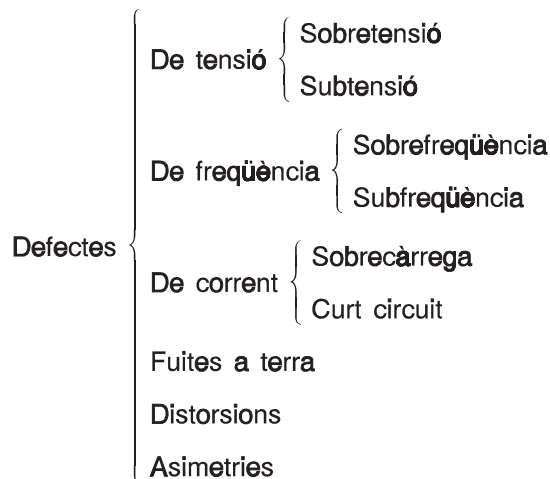 De tensió
Sobretensió
Subtensió
De freqüència
Sobrefreqüència
Subfreqüència
Defectes
De corrent
Sobrecàrrega
Curt circuit
Fuites a terra
Distorsions
Asimetries